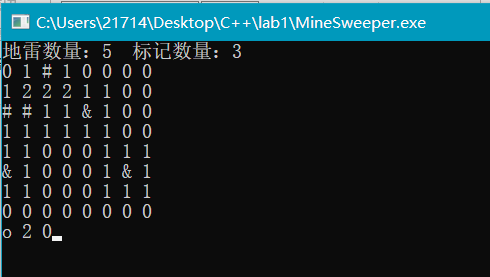 C:\Users\21714\Desktop\C++\lab1\MineSweeper.exe
地雷数量：5 标记数量：3
0 1 # 1 0 0 0 0
1 2 2 2 1 1 0 0
# # 1 1 & 1 0 0
1 1 1 1 1 1 0 0
1 1 0 0 0 1 1 1
& 1 0 0 0 1 & 1
1 1 0 0 0 1 1 1
0 0 0 0 0 0 0 0
o 2 0